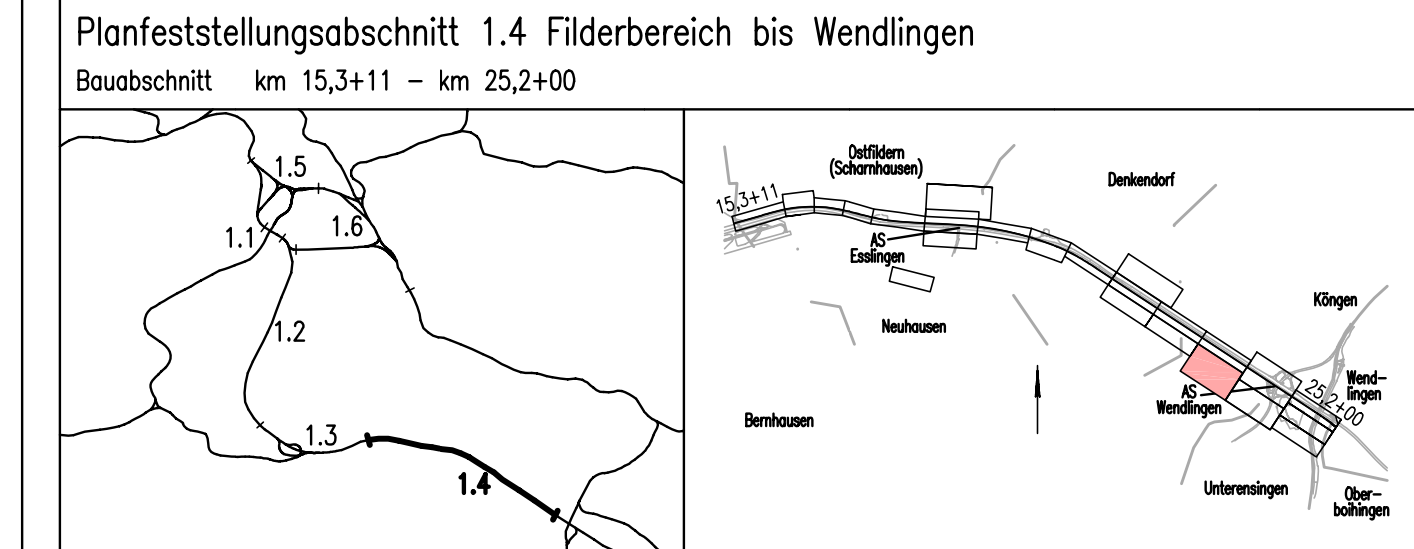 Planfeststellungsabschnitt 1.4 Filderbereich bis Wendlingen
Bauabschnitt km 15,3+11 – km 25,2+00
1.5
1.6
1.1
1.2
1.3
1.4
Ostfildern
(Scharnhausen)
Denkendorf
15,3+11
AS
Esslingen
Köngen
Neuhausen
Wend–
lingen
AS
Wendlingen
25,2+00
Bernhausen
Unterensingen
Ober–
boihingen